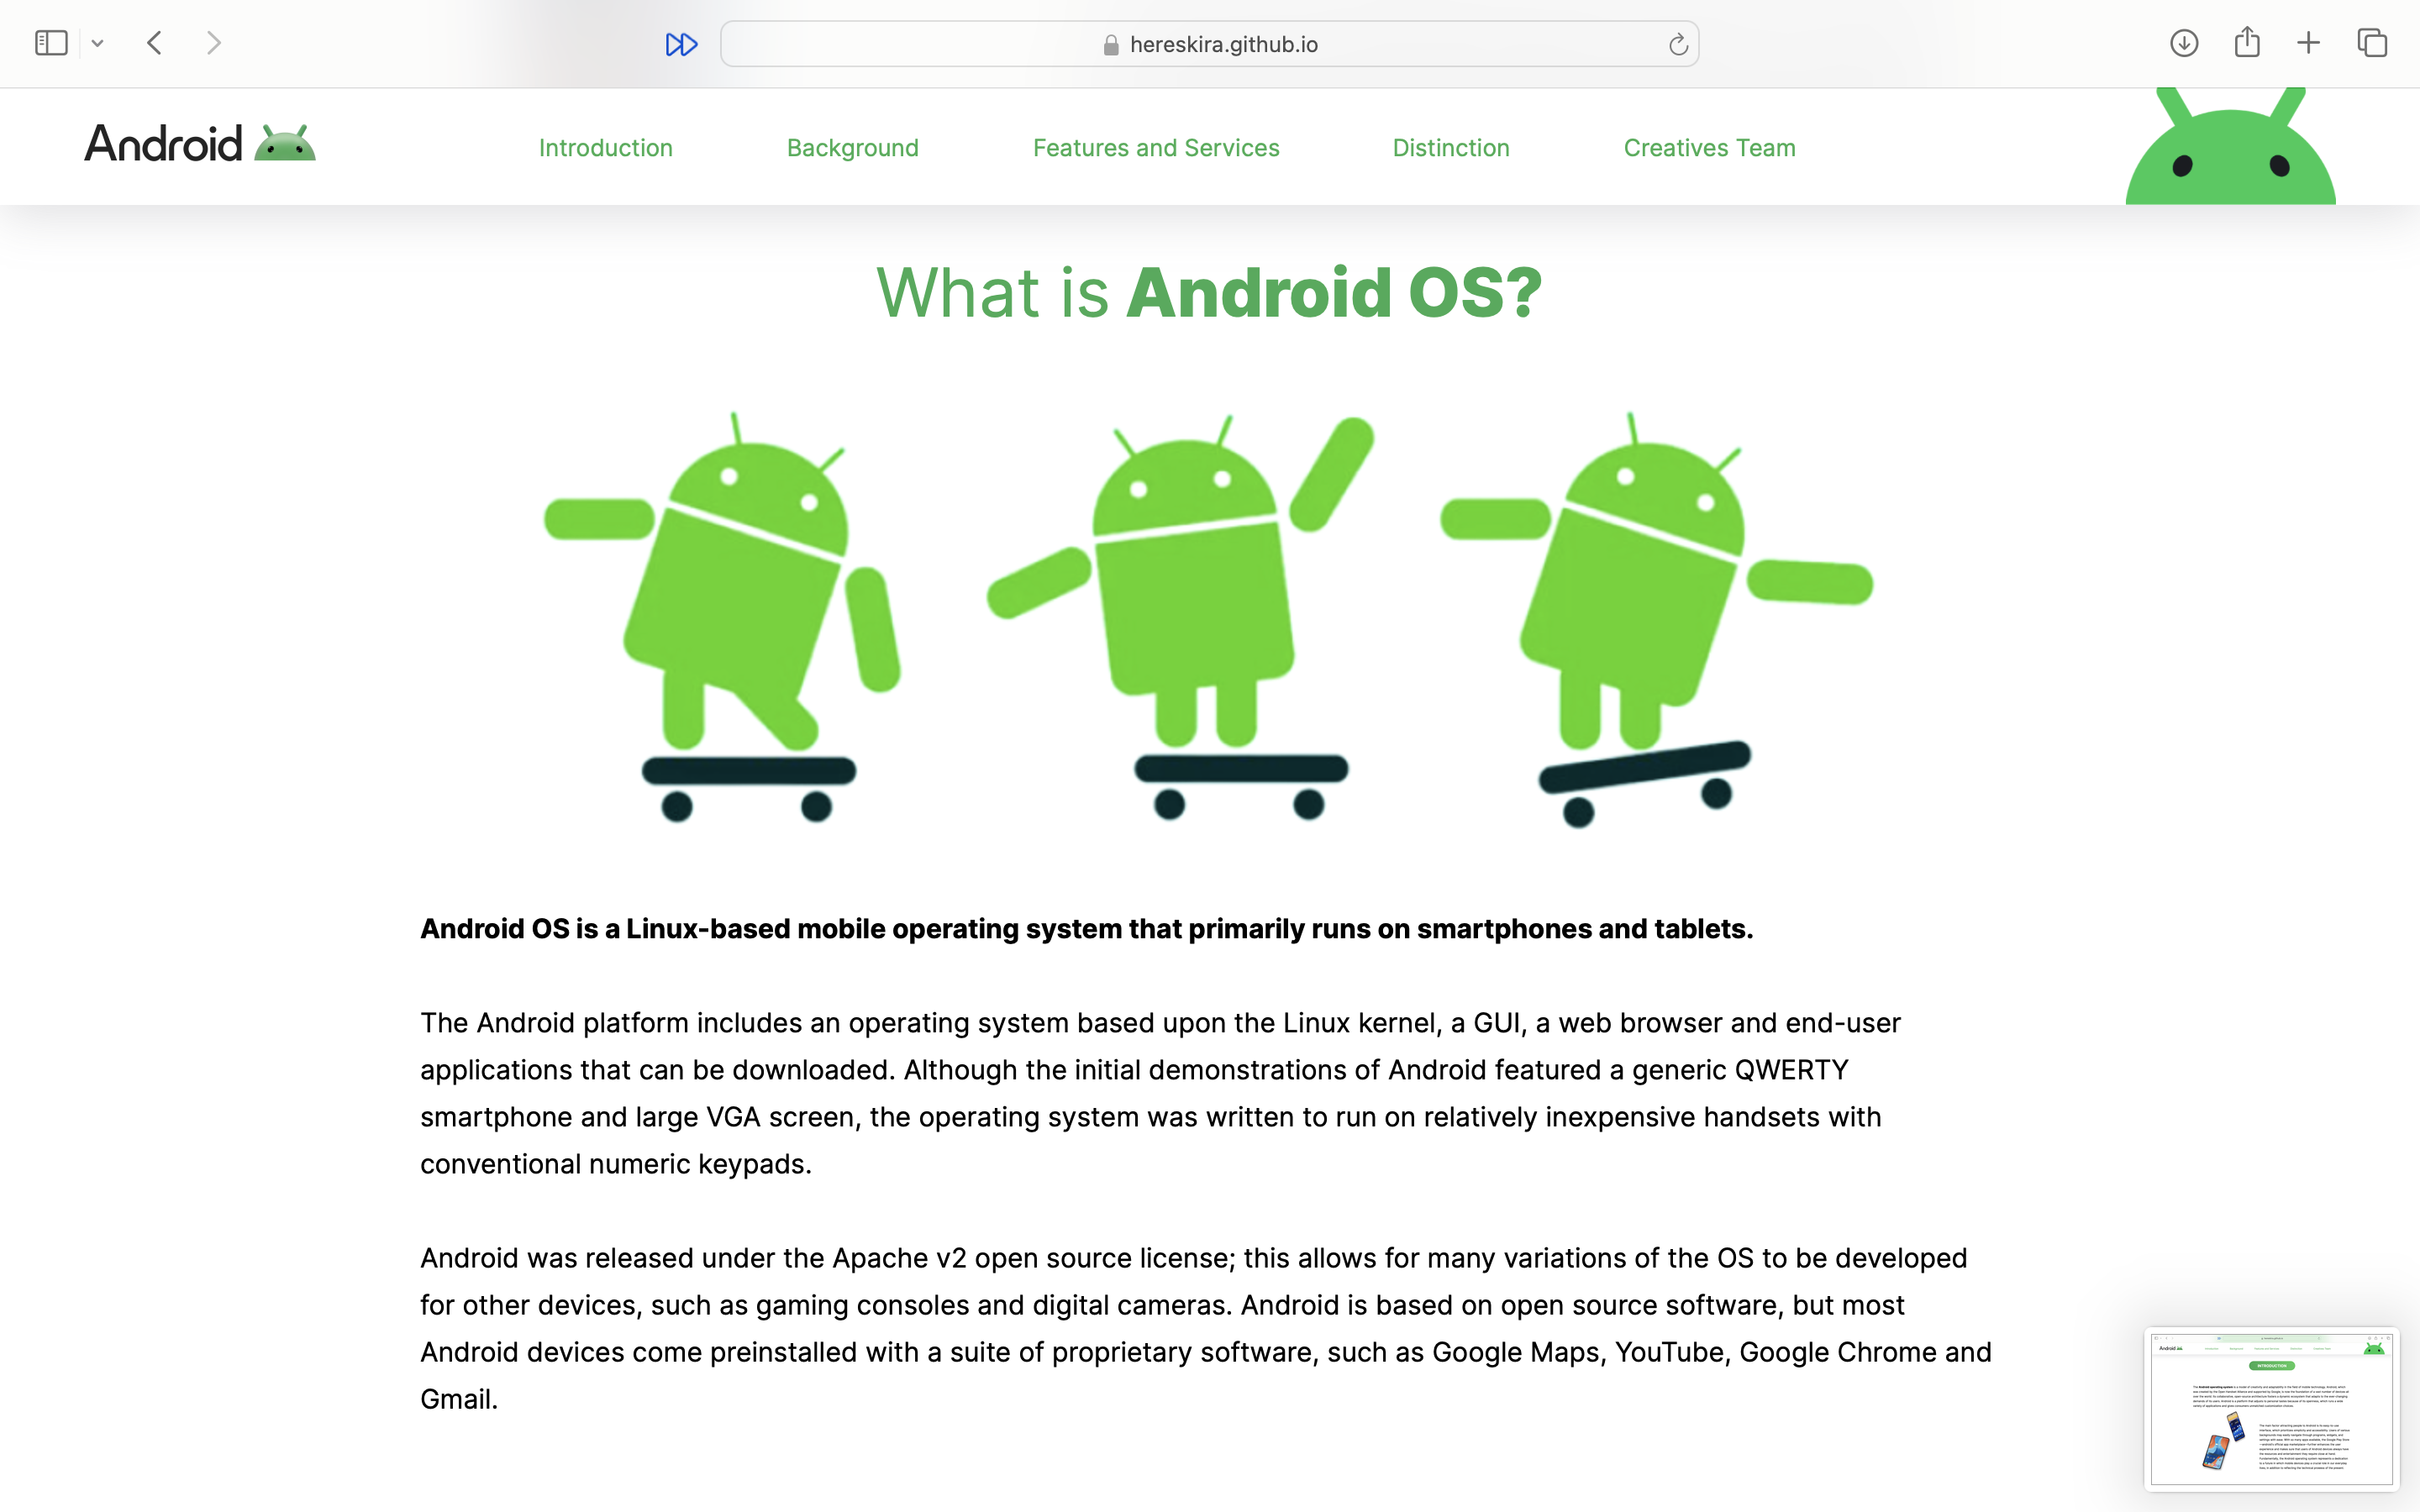 hereskira.github.io
Android
Introduction
Background
Features and Services
Distinction
Creatives Team
What is Android OS?
Android OS is a Linux-based mobile operating system that primarily runs on smartphones and tablets.
The Android platform includes an operating system based upon the Linux kernel, a GUI, a web browser and end-user
applications that can be downloaded. Although the initial demonstrations of Android featured a generic QWERTY
smartphone and large VGA screen, the operating system was written to run on relatively inexpensive handsets with
conventional numeric keypads.
Android was released under the Apache v2 open source license; this allows for many variations of the OS to be developed
for other devices, such as gaming consoles and digital cameras. Android is based on open source software, but most
Android devices come preinstalled with a suite of proprietary software, such as Google Maps, YouTube, Google Chrome and
Gmail.
Android
INTRODUCTION